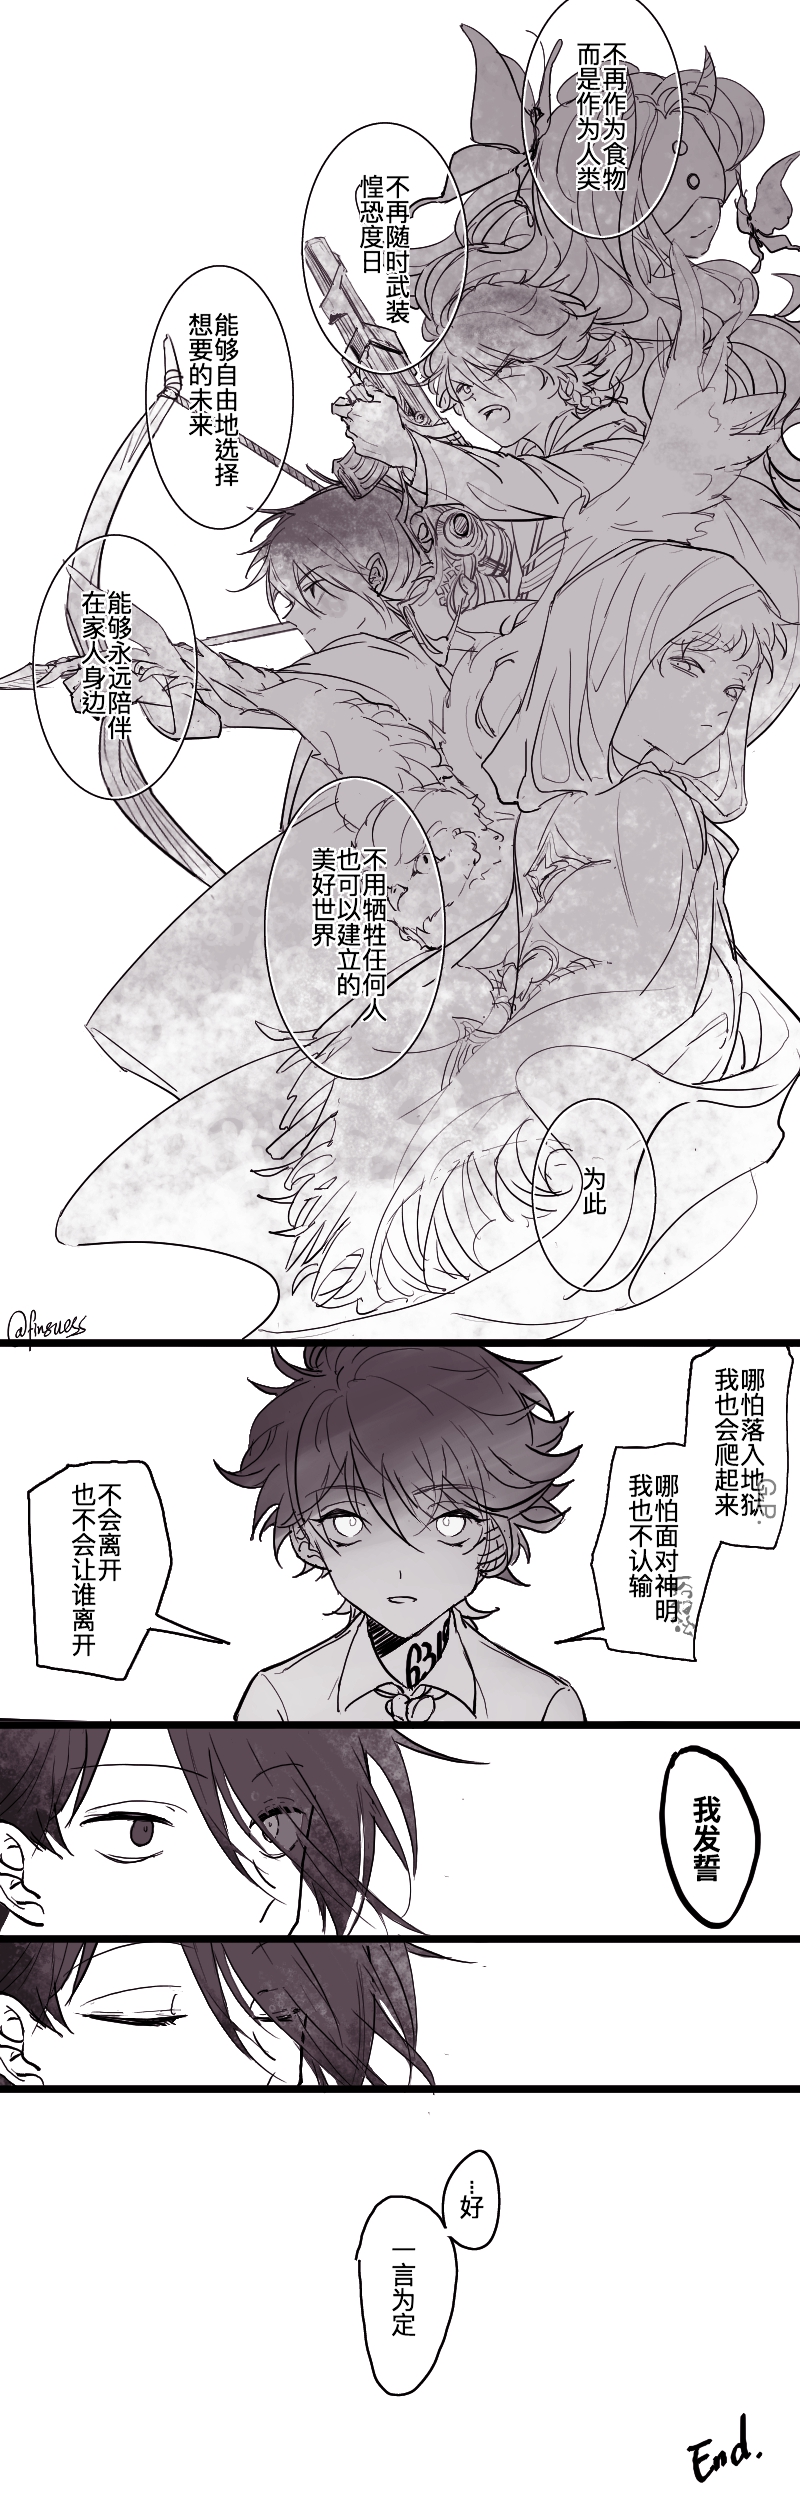 不再作为食物
而是作为人类
不再随时武装
惶恐度日
能够自由地选择
想要的未来
能够永远陪伴
在家人身边
不用牺牲任何人
也可以建立的
美好世界
为此
@finguess
哪怕落入地狱
我也会爬起来
哪怕面对神明
我也不认输
不会离开
也不会让谁离开
我发誓
…好
一言为定
End.